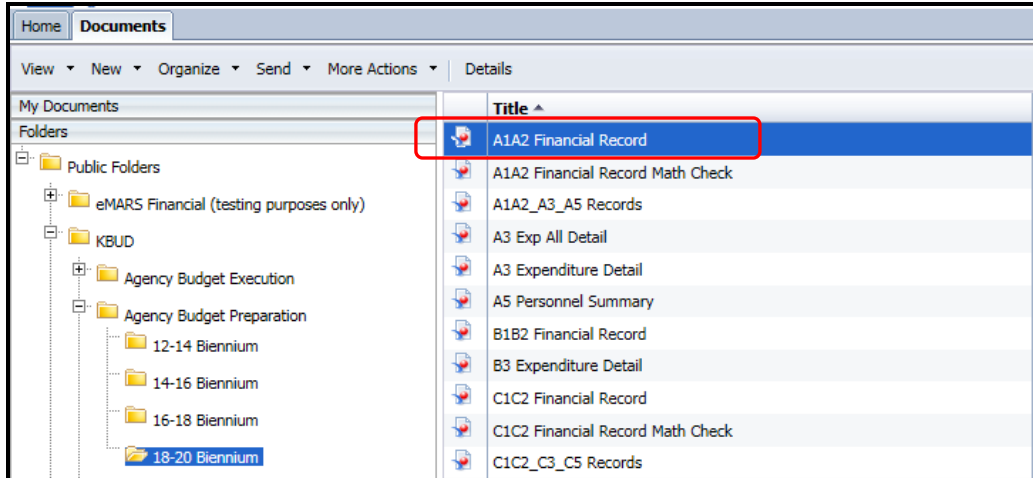 Home Documents
View New Organize Send More Actions Details
My Documents
Folders
Public Folders
eMARS Financial (testing purposes only)
KBUD
Agency Budget Execution
Agency Budget Preparation
12-14 Biennium
14-16 Biennium
16-18 Biennium
18-20 Biennium
Title
A1A2 Financial Record
A1A2 Financial Record Math Check
A1A2_A3_A5 Records
A3 Exp All Detail
A3 Expenditure Detail
A5 Personnel Summary
B1B2 Financial Record
B3 Expenditure Detail
C1C2 Financial Record
C1C2 Financial Record Math Check
C1C2_C3_C5 Records